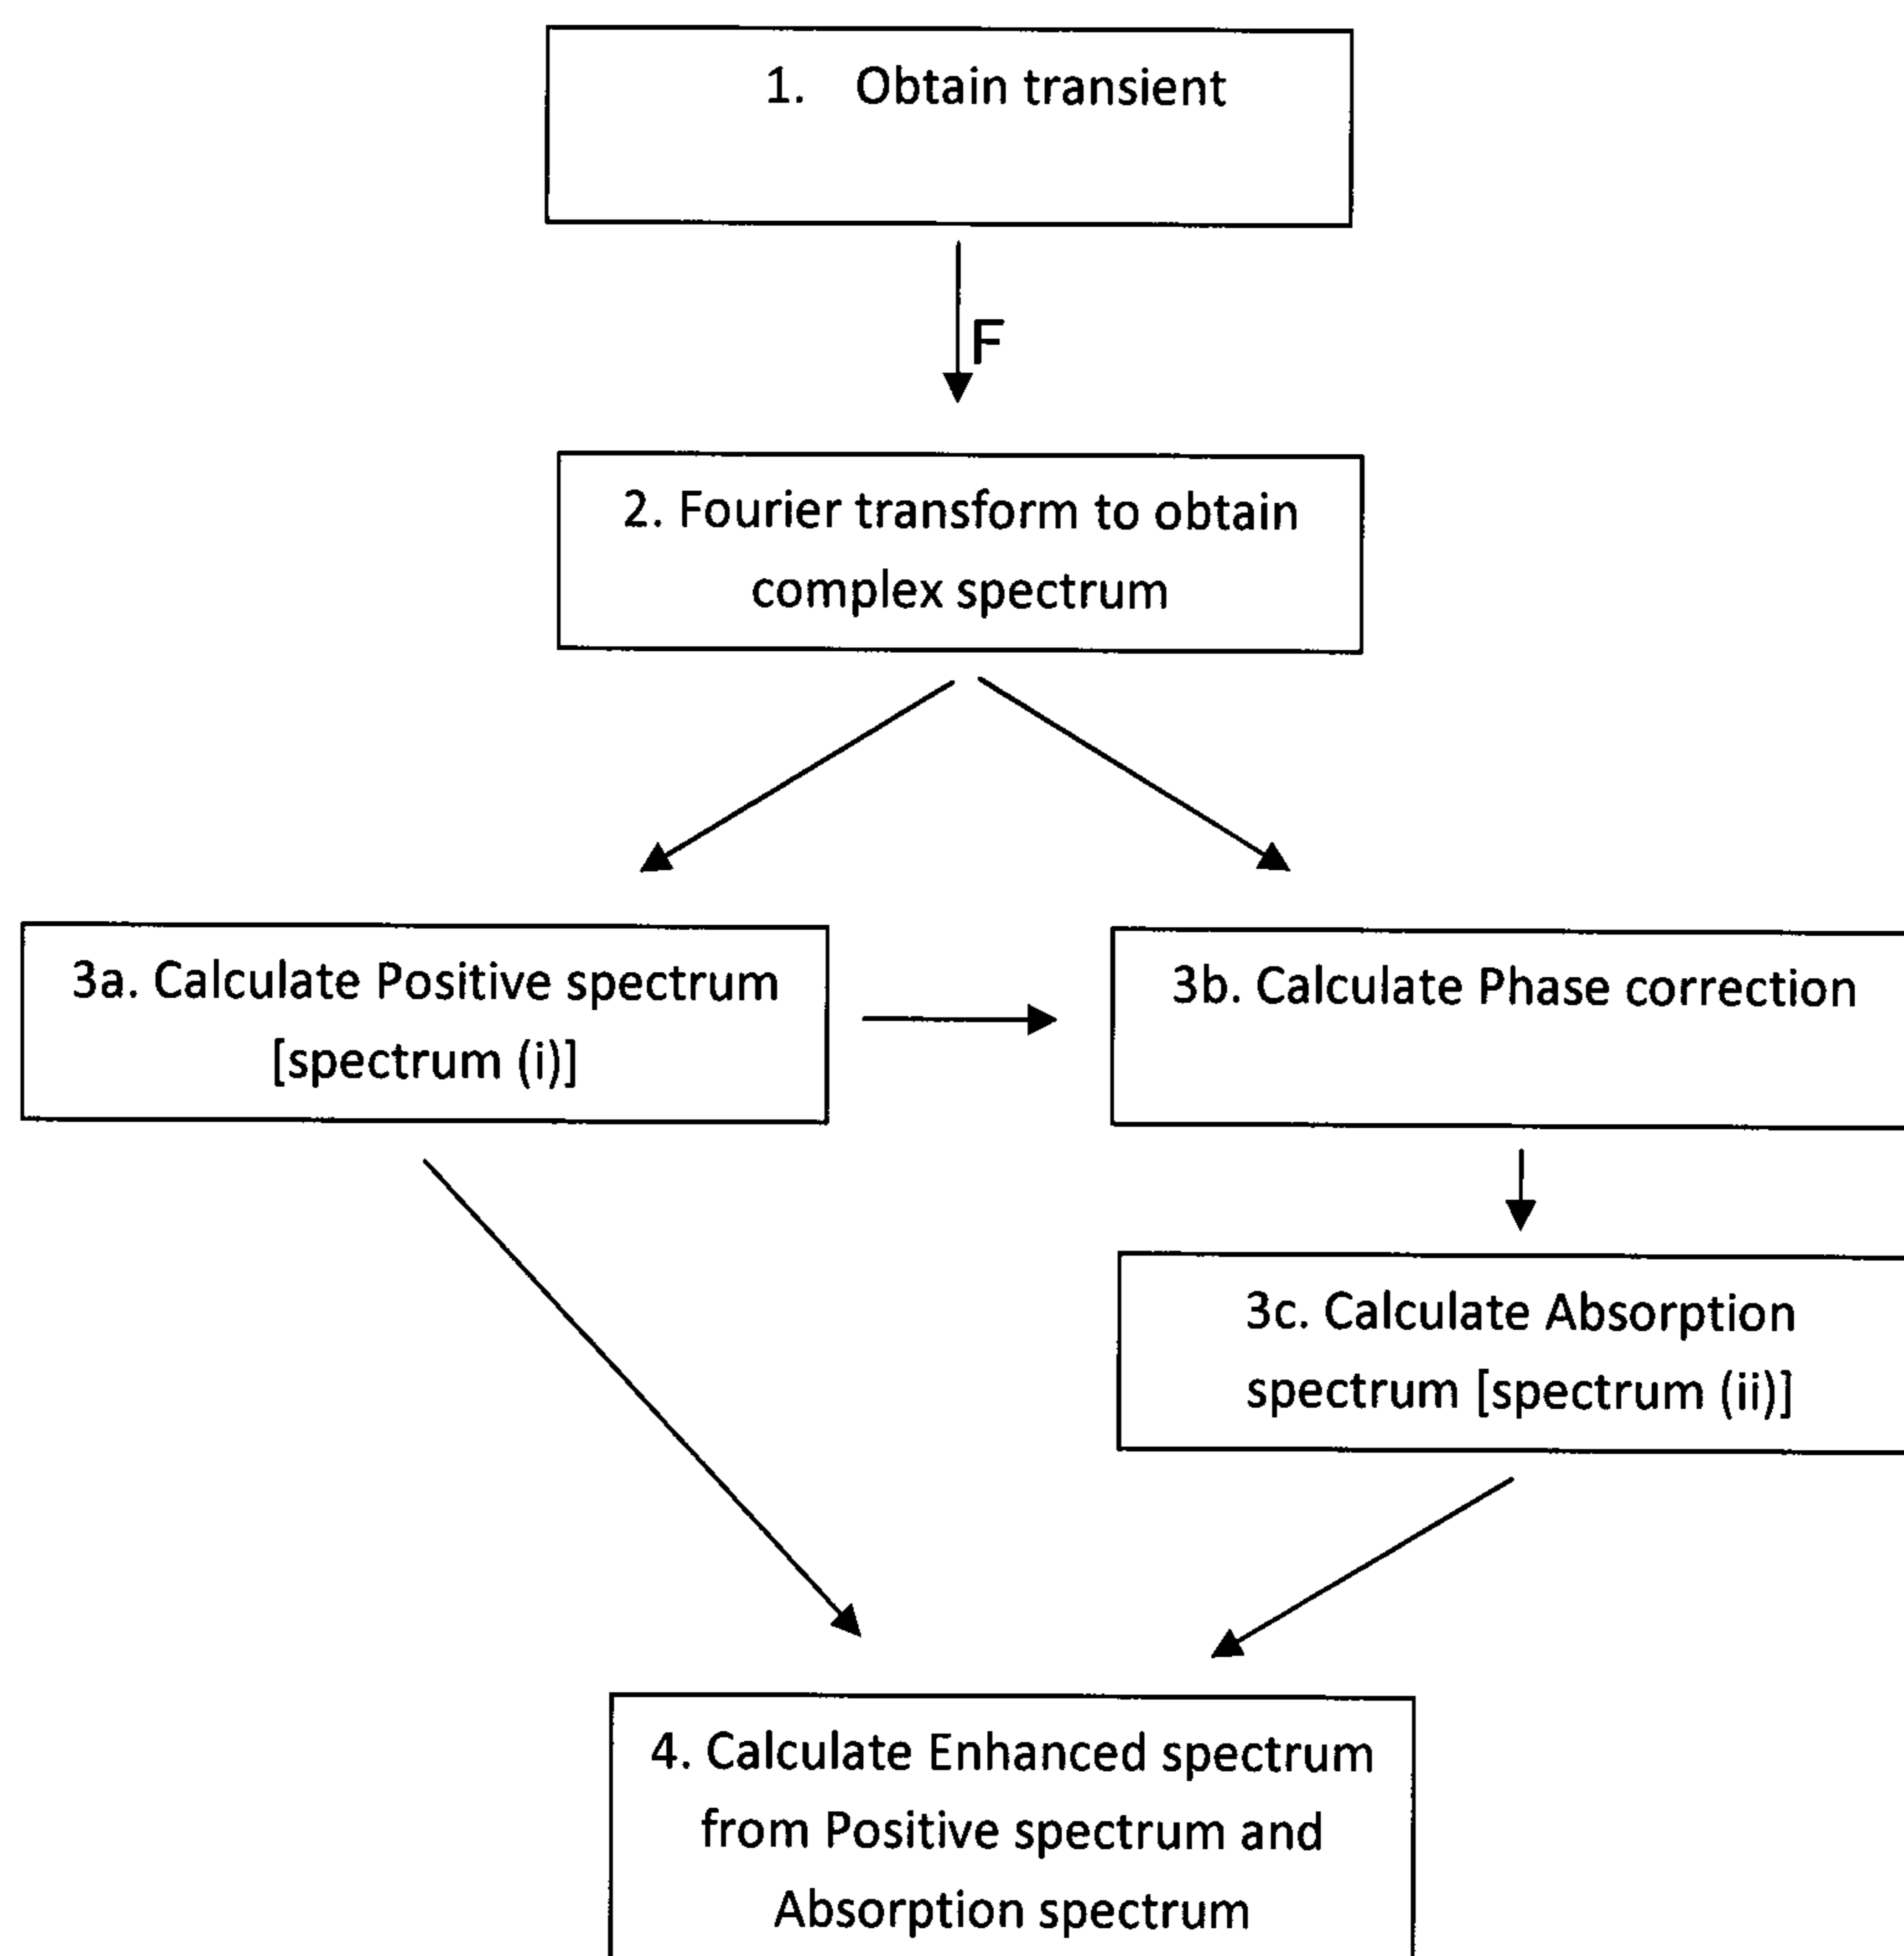 1. Obtain transient
F
2. Fourier transform to obtain
complex spectrum
3a. Calculate Positive spectrum
[spectrum (i)]
3b. Calculate Phase correction
3c. Calculate Absorption
spectrum [spectrum (ii)]
4. Calculate Enhanced spectrum
from Positive spectrum and
Absorption spectrum